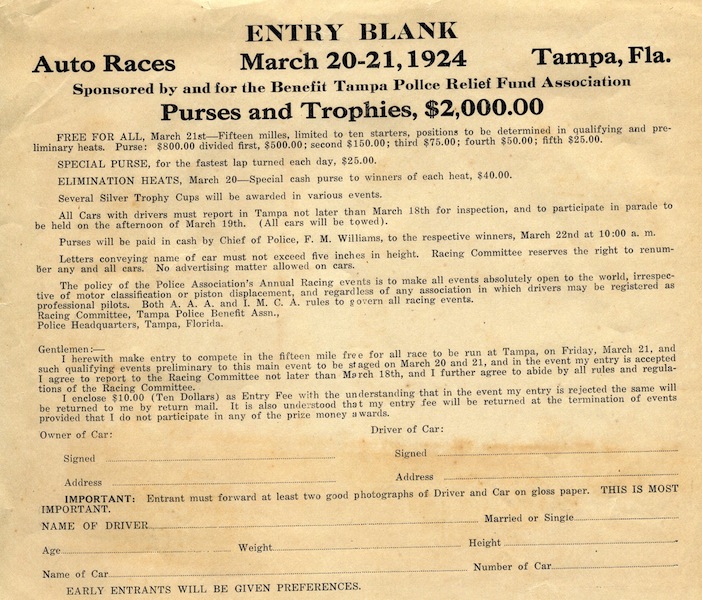 ENTRY BLANK
Auto Races March 20-21, 1924 Tampa, Fla.
Sponsored by and for the Benefit Tampa Police Relief Fund Association
Purses and Trophies, $2,000.00
FREE FOR ALL, March 21st—Fifteen milles, limited to ten starters, positions to be determined in qualifying and pre-
liminary heats. Purse: $800.00 divided first, $500.00; second $150.00; third $75.00; fourth $50.00; fifth $25.00.
SPECIAL PURSE, for the fastest lap turned each day, $25.00.
ELIMINATION HEATS, March 20—Special cash purse to winners of each heat, $40.00.
Several Silver Trophy Cups will be awarded in various events.
All Cars with drivers must report in Tampa not later than March 18th for inspection, and to participate in parade to
be held on the afternoon of March 19th. (All cars will be towed).
Purses will be paid in cash by Chief of Police, F. M. Williams, to the respective winners, March 22nd at 10:00 a. m.
Letters conveying name of car must not exceed five inches in height. Racing Committee reserves the right to renum-
ber any and all cars. No advertising matter allowed on cars.
The policy of the Police Association's Annual Racing events is to make all events absolutely open to the world, irrespec-
tive of motor classification or piston displacement, and regardless of any association in which drivers may be registered as
professional pilots. Both A. A. A. and I. M. C. A. rules to govern all racing events.
Racing Committee, Tampa Police Benefit Assn.,
Police Headquarters, Tampa, Florida.
Gentlemen:—
I herewith make entry to compete in the fifteen mile free for all race to be run at Tampa, on Friday, March 21, and
such qualifying events preliminary to this main event to be staged on March 20 and 21, and in the event my entry is accepted
I agree to report to the Racing Committee not later than March 18th, and I further agree to abide by all rules and regula-
tions of the Racing Committee.
I enclose $10.00 (Ten Dollars) as Entry Fee with the understanding that in the event my entry is rejected the same will
be returned to me by return mail. It is also understood that my entry fee will be returned at the termination of events
provided that I do not participate in any of the prize money awards.
Owner of Car: Driver of Car:
Signed Signed
Address Address
IMPORTANT: Entrant must forward at least two good photographs of Driver and Car on gloss paper. THIS IS MOST
IMPORTANT.
NAME OF DRIVER Married or Single
Age Weight Height
Name of Car Number of Car
EARLY ENTRANTS WILL BE GIVEN PREFERENCES.